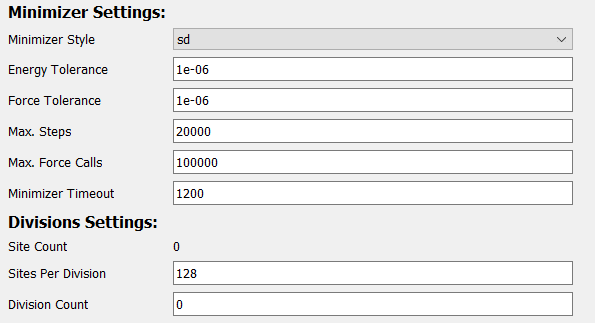 Minimizer Settings:
Minimizer Style sd
Energy Tolerance 1e-06
Force Tolerance 1e-06
Max. Steps 20000
Max. Force Calls 100000
Minimizer Timeout 1200
Divisions Settings:
Site Count 0
Sites Per Division 128
Division Count 0